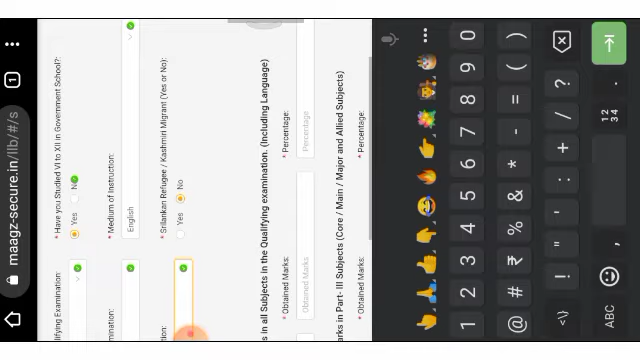 maagz-secure.in/llb/#/s
1
lifying Examination:
* Have you Studied VI to XII in Government School?:
Yes
No
mination:
* Medium of Instruction:
English
tion:
* Srilankan Refugee / Kashmiri Migrant (Yes or No):
Yes
No
s in all Subjects in the Qualifying examination. (Including Language)
* Obtained Marks:
* Percentage:
Obtained Marks
Percentage
arks in Part- III Subjects (Core / Main / Major and Allied Subjects)
* Obtained Marks:
* Percentage:
1 2 3 4 5 6 7 8 9 0
@ # ₹ % & * - = ( )
<\} ! " ' : + / ?
ABC , 12 34 .